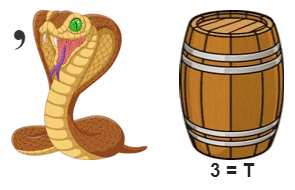 ,
3 = T